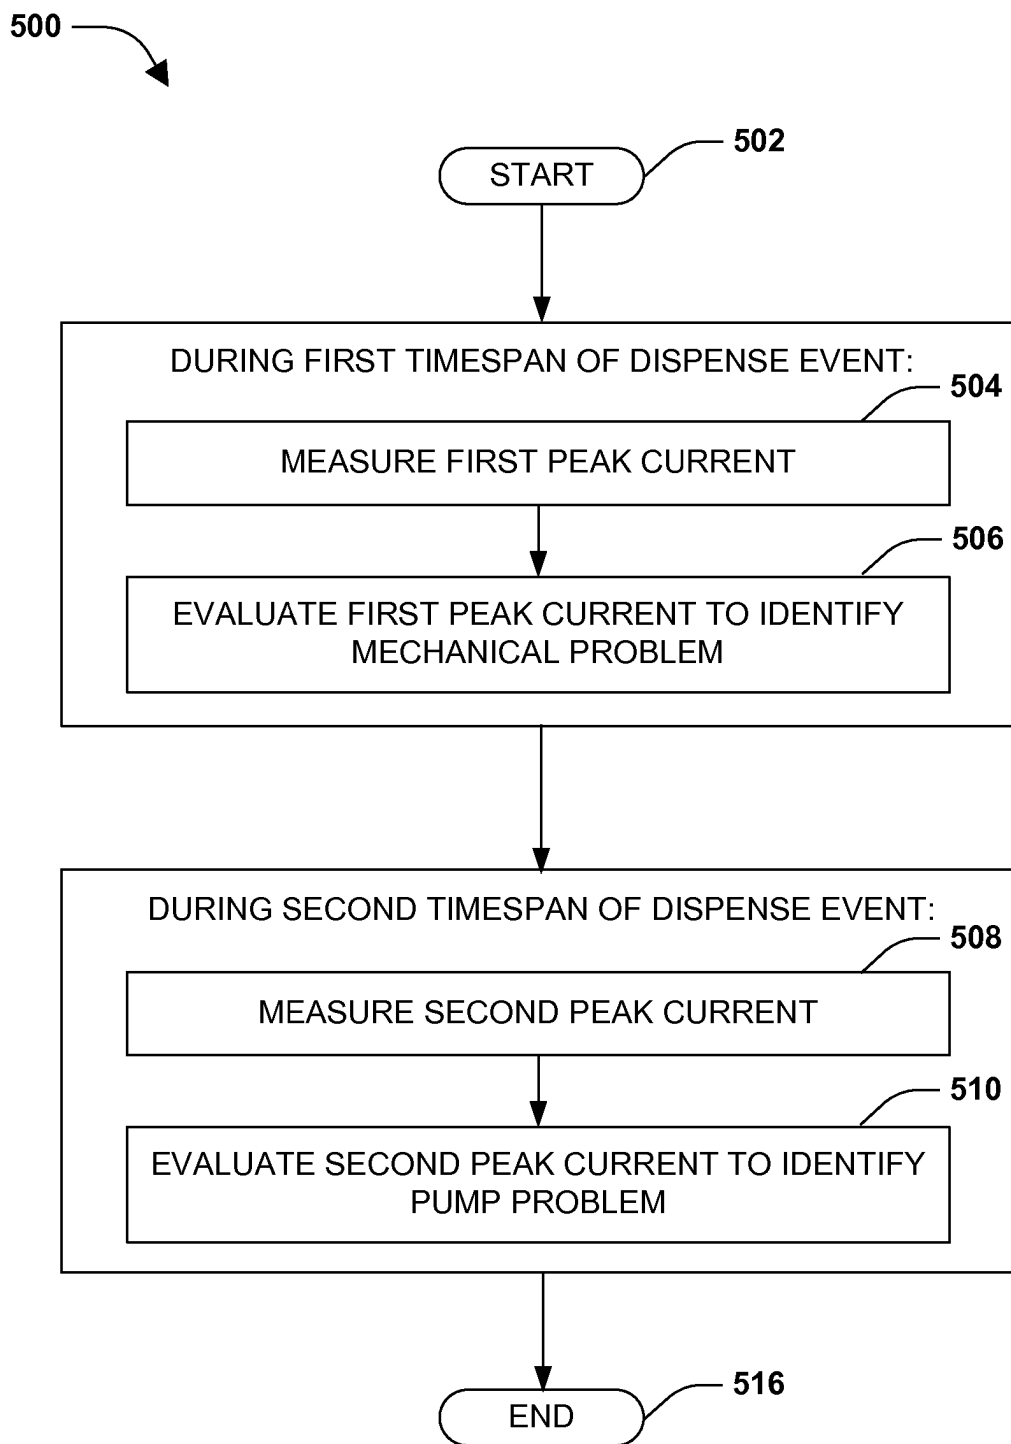 500
502
START
DURING FIRST TIMESPAN OF DISPENSE EVENT:
504
MEASURE FIRST PEAK CURRENT
506
EVALUATE FIRST PEAK CURRENT TO IDENTIFY
MECHANICAL PROBLEM
DURING SECOND TIMESPAN OF DISPENSE EVENT:
508
MEASURE SECOND PEAK CURRENT
510
EVALUATE SECOND PEAK CURRENT TO IDENTIFY
PUMP PROBLEM
516
END